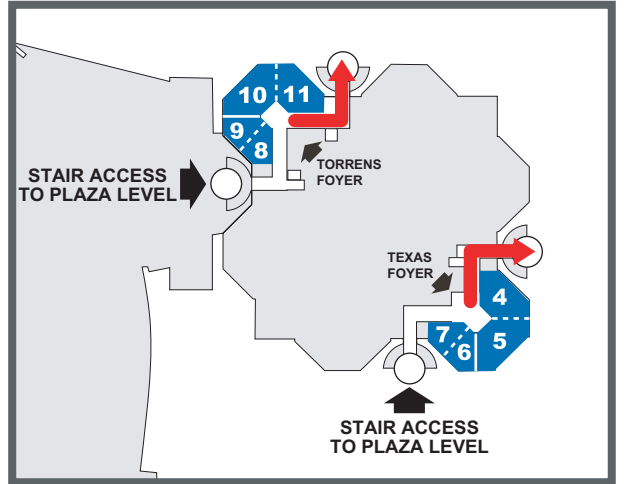 10 11
9
8
STAIR ACCESS
TO PLAZA LEVEL
TORRENS
FOYER
TEXAS
FOYER
4
7 6 5
STAIR ACCESS
TO PLAZA LEVEL